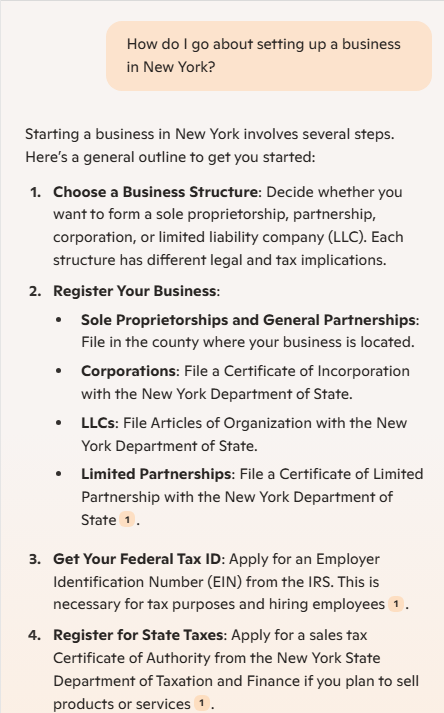 How do I go about setting up a business
in New York?
Starting a business in New York involves several steps.
Here's a general outline to get you started:
1. Choose a Business Structure: Decide whether you
want to form a sole proprietorship, partnership,
corporation, or limited liability company (LLC). Each
structure has different legal and tax implications.
2. Register Your Business:
• Sole Proprietorships and General Partnerships:
File in the county where your business is located.
• Corporations: File a Certificate of Incorporation
with the New York Department of State.
• LLCs: File Articles of Organization with the New
York Department of State.
• Limited Partnerships: File a Certificate of Limited
Partnership with the New York Department of
State 1 .
3. Get Your Federal Tax ID: Apply for an Employer
Identification Number (EIN) from the IRS. This is
necessary for tax purposes and hiring employees 1 .
4. Register for State Taxes: Apply for a sales tax
Certificate of Authority from the New York State
Department of Taxation and Finance if you plan to sell
products or services 1 .